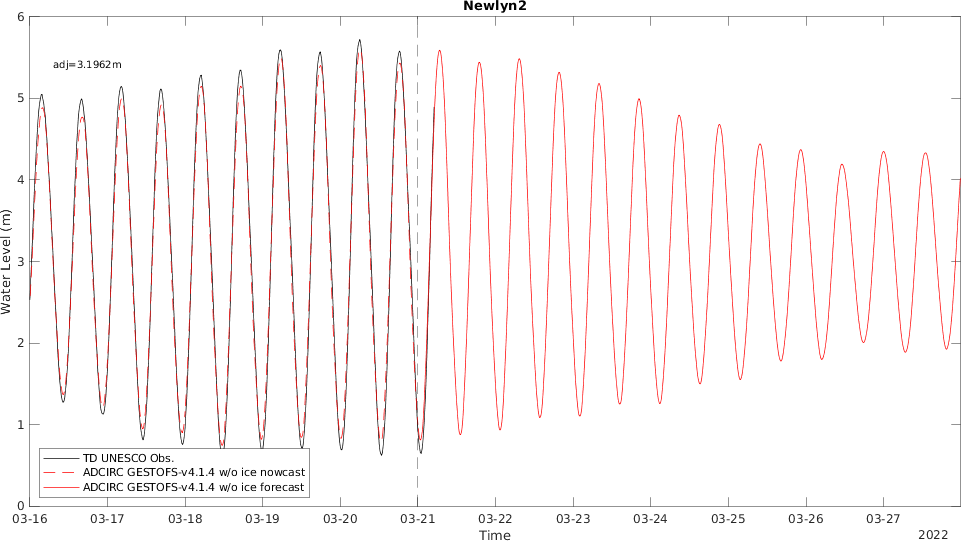 Newlyn2
adj=3.1962m
6
5
4
3
2
1
0
Water Level (m)
TD UNESCO Obs.
ADCIRC GESTOFS-v4.1.4 w/o ice nowcast
ADCIRC GESTOFS-v4.1.4 w/o ice forecast
03-16 03-17 03-18 03-19 03-20 03-21 03-22 03-23 03-24 03-25 03-26 03-27
Time
2022